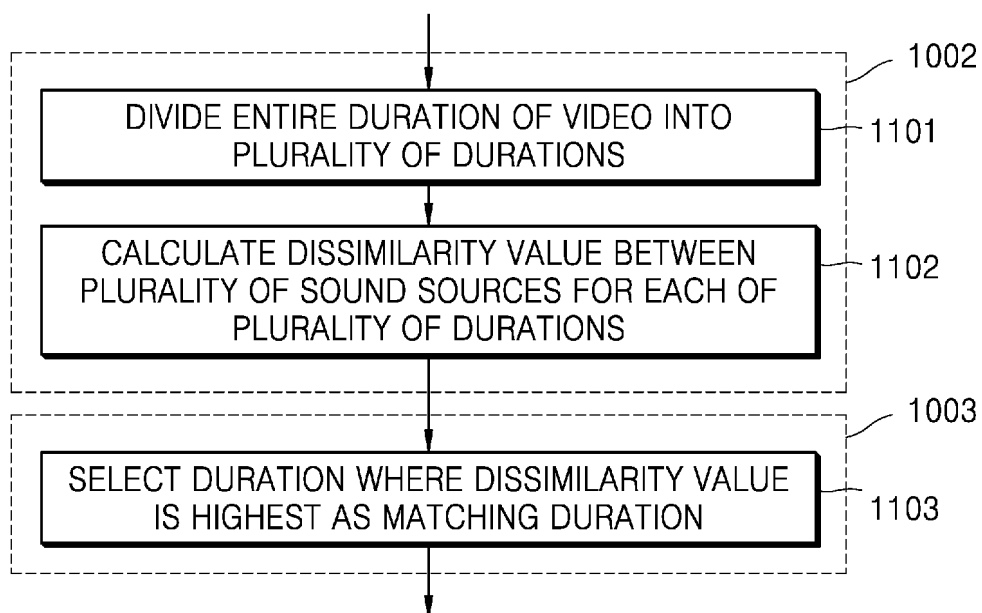 1002
DIVIDE ENTIRE DURATION OF VIDEO INTO
PLURALITY OF DURATIONS
1101
CALCULATE DISSIMILARITY VALUE BETWEEN
PLURALITY OF SOUND SOURCES FOR EACH OF
PLURALITY OF DURATIONS
1102
1003
SELECT DURATION WHERE DISSIMILARITY VALUE
IS HIGHEST AS MATCHING DURATION
1103